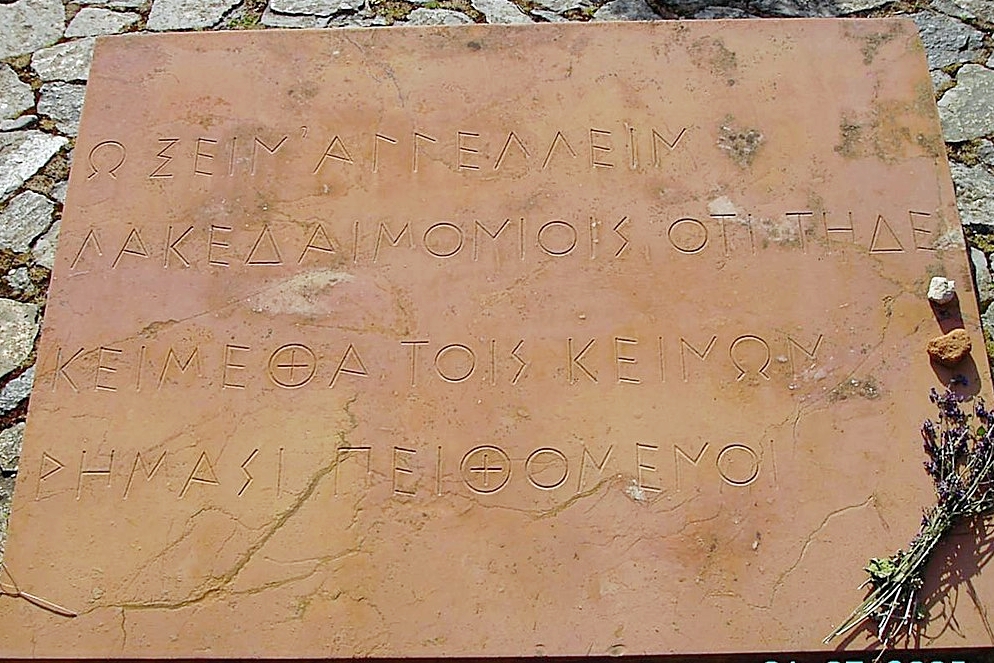 Ω ΞΕΙΝ' ΑΓΓΕΛΛΕΙΝ
ΛΑΚΕΔΑΙΜΟΝΙΟΙΣ ΟΤΙ ΤΗΔΕ
ΚΕΙΜΕΘΑ ΤΟΙΣ ΚΕΙΝΩΝ
ΡΗΜΑΣΙ ΠΕΙΘΟΜΕΝΟΙ